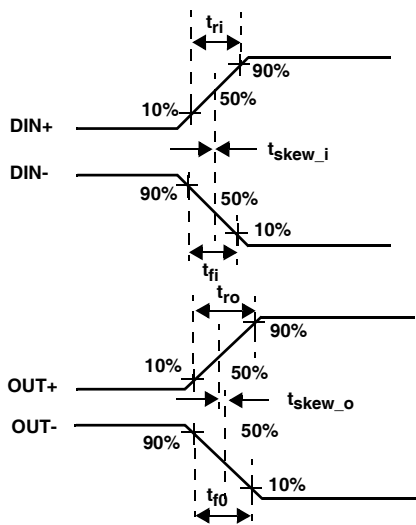 tri
90%
10%
50%
DIN+
tskew_i
DIN-
90%
50%
10%
tfi
tro
90%
10%
50%
OUT+
tskew_o
OUT-
50%
90%
10%
tf0